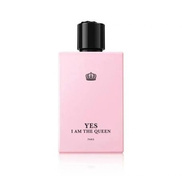 YES
I AM THE QUEEN